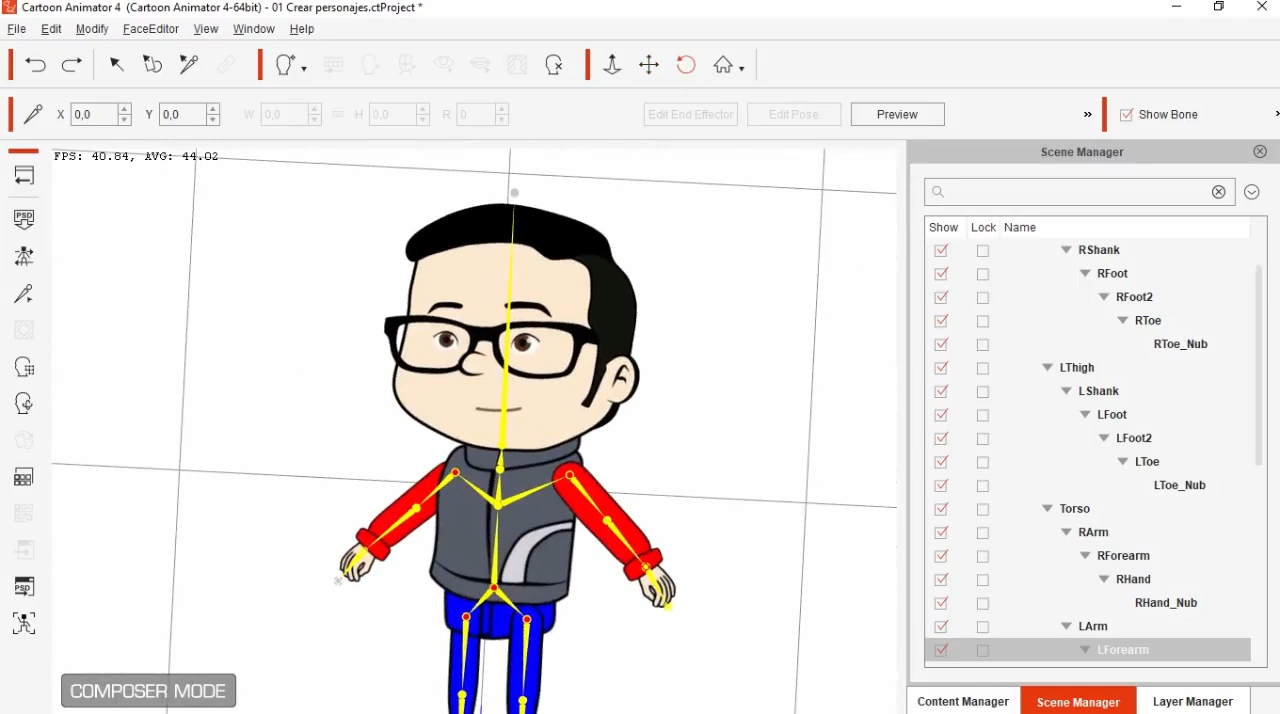 Cartoon Animator 4 (Cartoon Animator 4-64bit) - 01 Crear personajes.ctProject *
File Edit Modify FaceEditor View Window Help
X 0,0 Y 0,0 W 0,0 H 0,0 R 0 Edit End Effector Edit Pose Preview » Show Bone
FPS: 40.84, AVG: 44.02
Scene Manager
PSD
Show Lock Name
RShank
RFoot
RFoot2
RToe
RToe_Nub
LThigh
LShank
LFoot
LFoot2
LToe
LToe_Nub
Torso
RArm
RForearm
RHand
RHand_Nub
LArm
LForearm
PSD
COMPOSER MODE
Content Manager Scene Manager Layer Manager